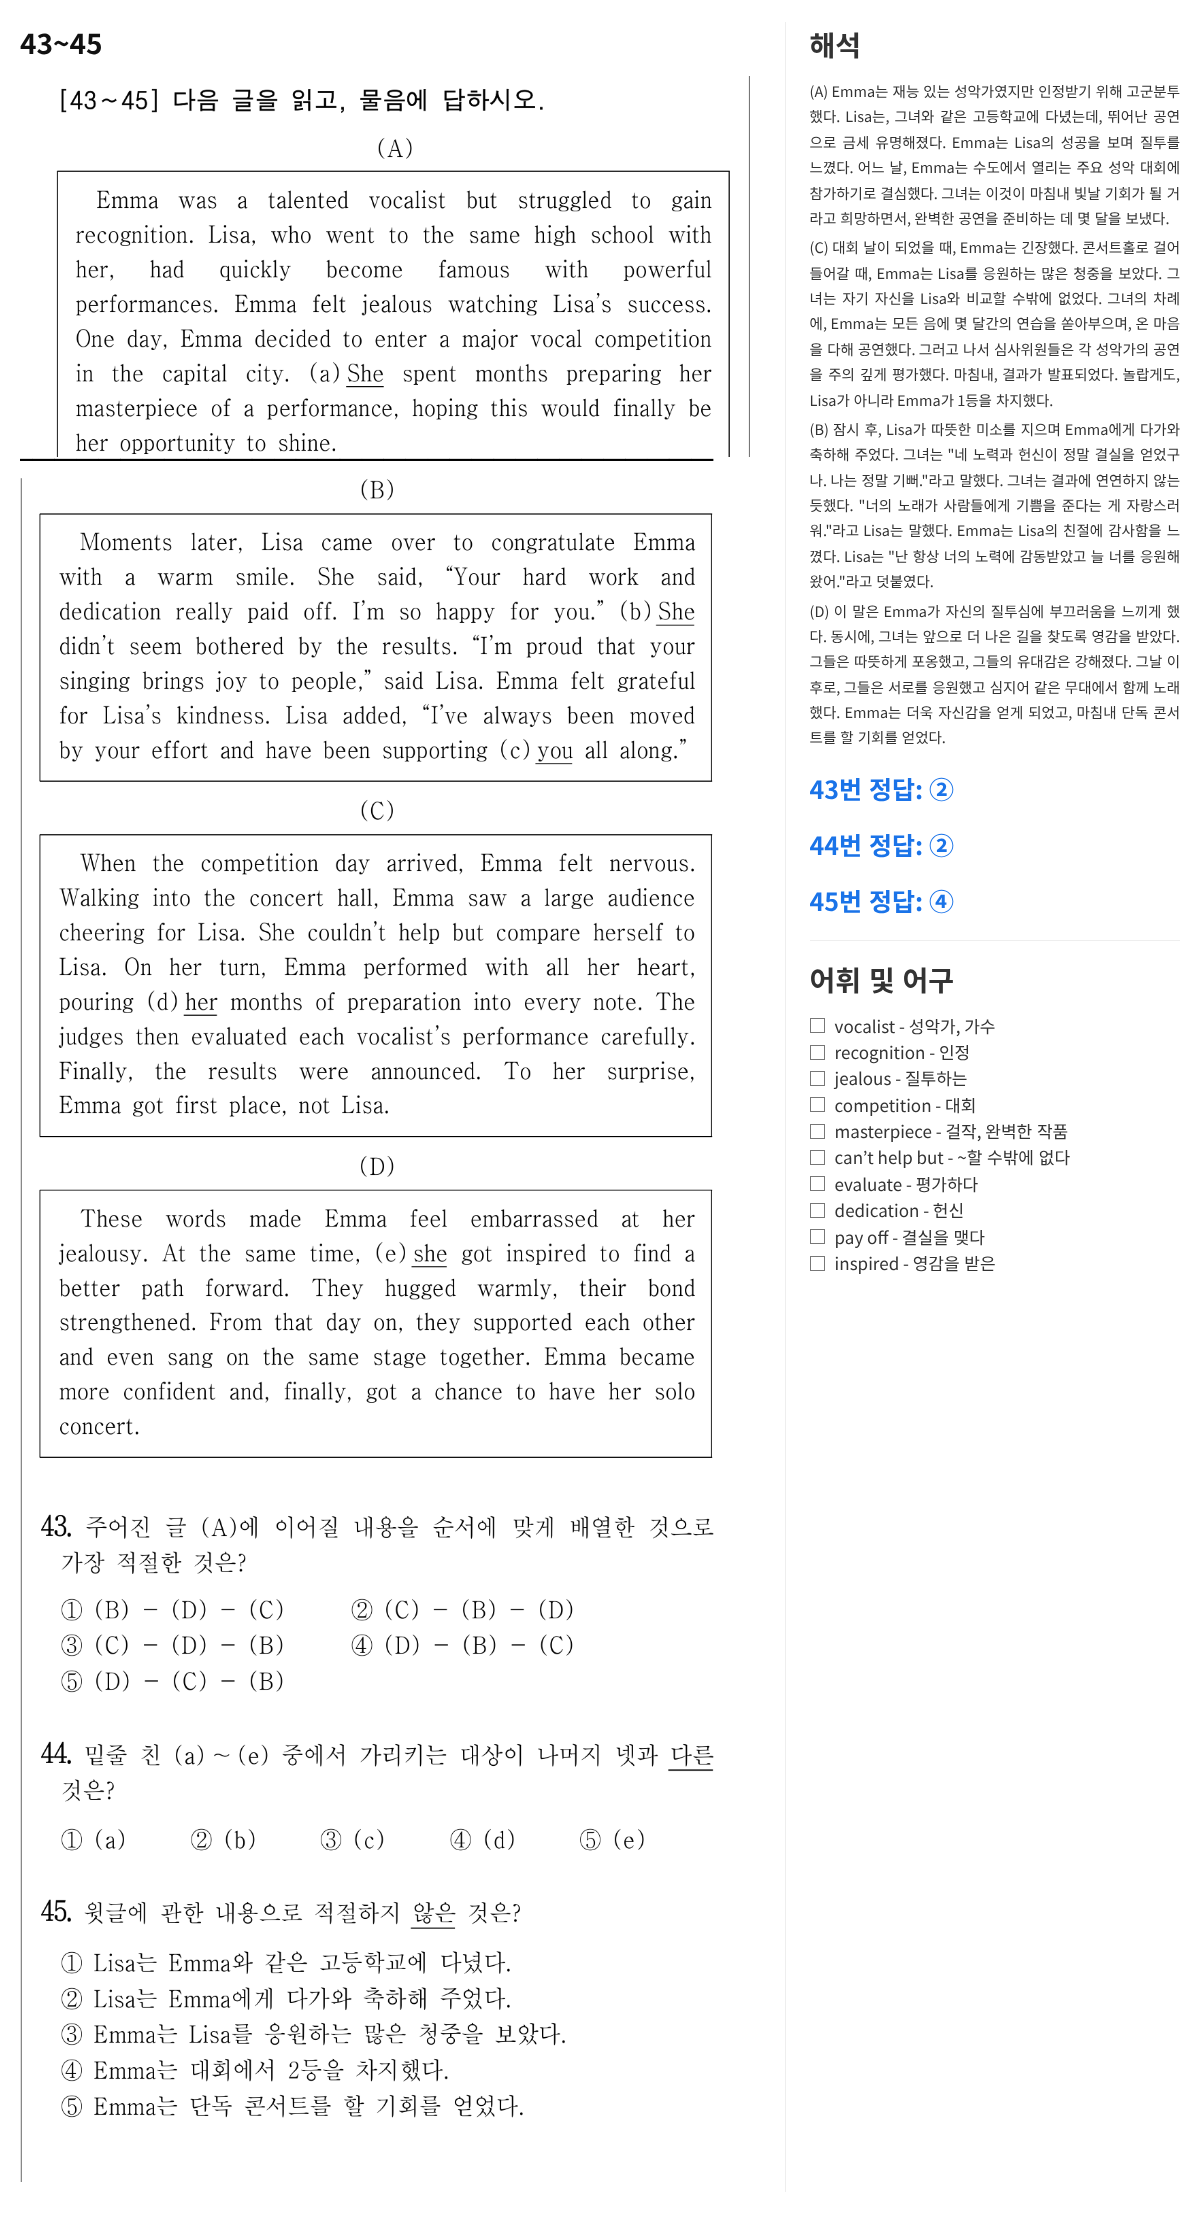 43~45
[43~45] 다음 글을 읽고, 물음에 답하시오.
(A)
Emma was a talented vocalist but struggled to gain
recognition. Lisa, who went to the same high school with
her, had quickly become famous with powerful
performances. Emma felt jealous watching Lisa's success.
One day, Emma decided to enter a major vocal competition
in the capital city. (a) She spent months preparing her
masterpiece of a performance, hoping this would finally be
her opportunity to shine.
(B)
Moments later, Lisa came over to congratulate Emma
with a warm smile. She said, “Your hard work and
dedication really paid off. I'm so happy for you.” (b) She
didn't seem bothered by the results. “I'm proud that your
singing brings joy to people,” said Lisa. Emma felt grateful
for Lisa's kindness. Lisa added, “I've always been moved
by your effort and have been supporting (c) you all along.”
(C)
When the competition day arrived, Emma felt nervous.
Walking into the concert hall, Emma saw a large audience
cheering for Lisa. She couldn't help but compare herself to
Lisa. On her turn, Emma performed with all her heart,
pouring (d) her months of preparation into every note. The
judges then evaluated each vocalist's performance carefully.
Finally, the results were announced. To her surprise,
Emma got first place, not Lisa.
(D)
These words made Emma feel embarrassed at her
jealousy. At the same time, (e) she got inspired to find a
better path forward. They hugged warmly, their bond
strengthened. From that day on, they supported each other
and even sang on the same stage together. Emma became
more confident and, finally, got a chance to have her solo
concert.
43. 주어진 글 (A)에 이어질 내용을 순서에 맞게 배열한 것으로
가장 적절한 것은?
① (B) - (D) - (C) ② (C) - (B) - (D)
③ (C) - (D) - (B) ④ (D) - (B) - (C)
⑤ (D) - (C) - (B)
44. 밑줄 친 (a)~(e) 중에서 가리키는 대상이 나머지 넷과 다른
것은?
① (a) ② (b) ③ (c) ④ (d) ⑤ (e)
45. 윗글에 관한 내용으로 적절하지 않은 것은?
① Lisa는 Emma와 같은 고등학교에 다녔다.
② Lisa는 Emma에게 다가와 축하해 주었다.
③ Emma는 Lisa를 응원하는 많은 청중을 보았다.
④ Emma는 대회에서 2등을 차지했다.
⑤ Emma는 단독 콘서트를 할 기회를 얻었다.
해석
(A) Emma는 재능 있는 성악가였지만 인정받기 위해 고군분투
했다. Lisa는, 그녀와 같은 고등학교에 다녔는데, 뛰어난 공연
으로 금세 유명해졌다. Emma는 Lisa의 성공을 보며 질투를
느꼈다. 어느 날, Emma는 수도에서 열리는 주요 성악 대회에
참가하기로 결심했다. 그녀는 이것이 마침내 빛날 기회가 될 거
라고 희망하면서, 완벽한 공연을 준비하는 데 몇 달을 보냈다.
(C) 대회 날이 되었을 때, Emma는 긴장했다. 콘서트홀로 걸어
들어갈 때, Emma는 Lisa를 응원하는 많은 청중을 보았다. 그
녀는 자기 자신을 Lisa와 비교할 수밖에 없었다. 그녀의 차례
에, Emma는 모든 음에 몇 달간의 연습을 쏟아부으며, 온 마음
을 다해 공연했다. 그러고 나서 심사위원들은 각 성악가의 공연
을 주의 깊게 평가했다. 마침내, 결과가 발표되었다. 놀랍게도,
Lisa가 아니라 Emma가 1등을 차지했다.
(B) 잠시 후, Lisa가 따뜻한 미소를 지으며 Emma에게 다가와
축하해 주었다. 그녀는 "네 노력과 헌신이 정말 결실을 얻었구
나. 나는 정말 기뻐."라고 말했다. 그녀는 결과에 연연하지 않는
듯했다. "너의 노래가 사람들에게 기쁨을 준다는 게 자랑스러
워."라고 Lisa는 말했다. Emma는 Lisa의 친절에 감사함을 느
꼈다. Lisa는 "난 항상 너의 노력에 감동받았고 늘 너를 응원해
왔어."라고 덧붙였다.
(D) 이 말은 Emma가 자신의 질투심에 부끄러움을 느끼게 했
다. 동시에, 그녀는 앞으로 더 나은 길을 찾도록 영감을 받았다.
그들은 따뜻하게 포옹했고, 그들의 유대감은 강해졌다. 그날 이
후로, 그들은 서로를 응원했고 심지어 같은 무대에서 함께 노래
했다. Emma는 더욱 자신감을 얻게 되었고, 마침내 단독 콘서
트를 할 기회를 얻었다.
43번 정답: ②
44번 정답: ②
45번 정답: ④
어휘 및 어구
vocalist - 성악가, 가수
recognition - 인정
jealous - 질투하는
competition - 대회
masterpiece - 걸작, 완벽한 작품
can't help but - ~할 수밖에 없다
evaluate - 평가하다
dedication - 헌신
pay off - 결실을 맺다
inspired - 영감을 받은